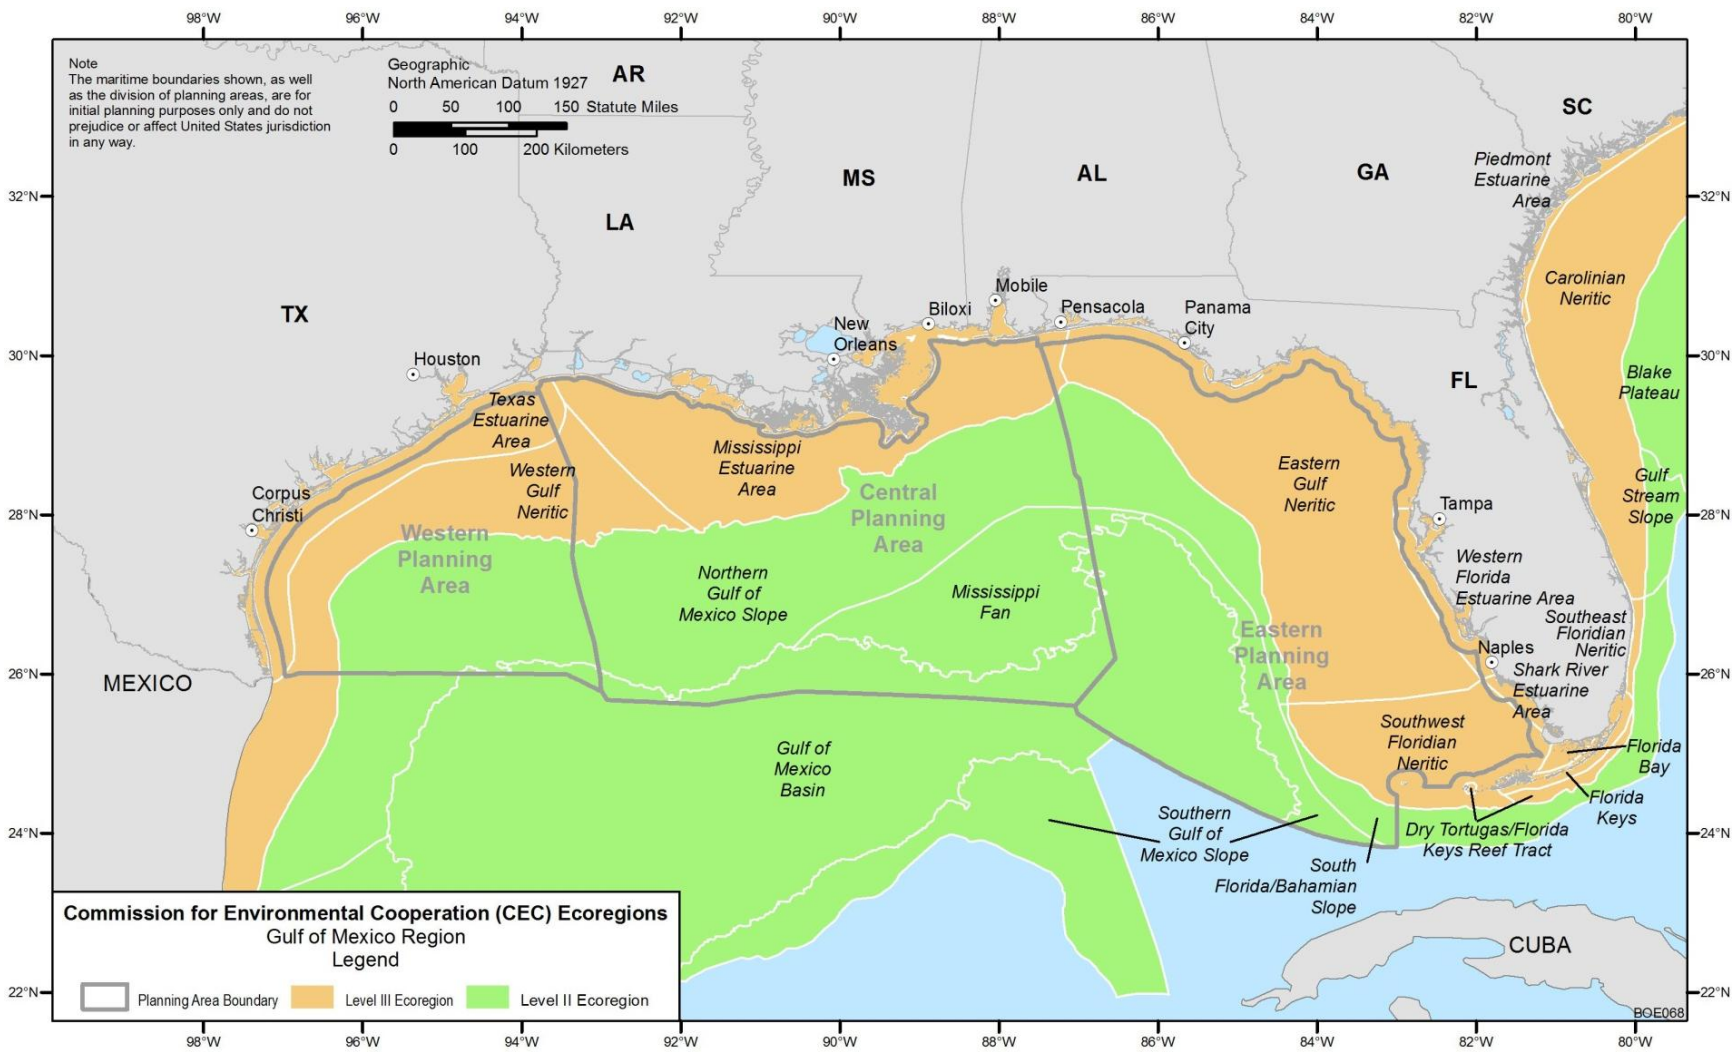 98°W 96°W 94°W 92°W 90°W 88°W 86°W 84°W 82°W 80°W
Note
The maritime boundaries shown, as well
as the division of planning areas, are for
initial planning purposes only and do not
prejudice or affect United States jurisdiction
in any way.
Geographic
North American Datum 1927
0 50 100 150 Statute Miles
0 100 200 Kilometers
AR
SC
MS
AL
GA
LA
TX
FL
Piedmont
Estuarine
Area
32°N
32°N
Carolinian
Neritic
Mobile
Biloxi
Pensacola
Panama
City
New
Orleans
Houston
30°N
30°N
Blake
Plateau
Texas
Estuarine
Area
Mississippi
Estuarine
Area
Western
Gulf
Neritic
Eastern
Gulf
Neritic
Gulf
Stream
Slope
Corpus
Christi
Central
Planning
Area
Tampa
28°N
28°N
Western
Planning
Area
Northern
Gulf of
Mexico Slope
Mississippi
Fan
Western
Florida
Estuarine Area
Southeast
Floridian
Neritic
Eastern
Planning
Area
Naples
Shark River
Estuarine
Area
26°N
26°N
MEXICO
Southwest
Floridian
Neritic
Gulf of
Mexico
Basin
Florida
Bay
Florida
Keys
Southern
Gulf of
Mexico Slope
Dry Tortugas/Florida
Keys Reef Tract
24°N
24°N
South
Florida/Bahamian
Slope
CUBA
Commission for Environmental Cooperation (CEC) Ecoregions
Gulf of Mexico Region
Legend
Planning Area Boundary Level III Ecoregion Level II Ecoregion
22°N
22°N
BOE068
98°W 96°W 94°W 92°W 90°W 88°W 86°W 84°W 82°W 80°W